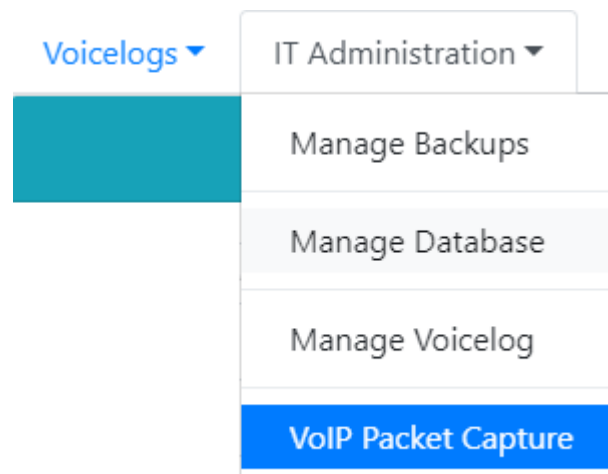 Voicelogs IT Administration
Manage Backups
Manage Database
Manage Voicelog
VoIP Packet Capture